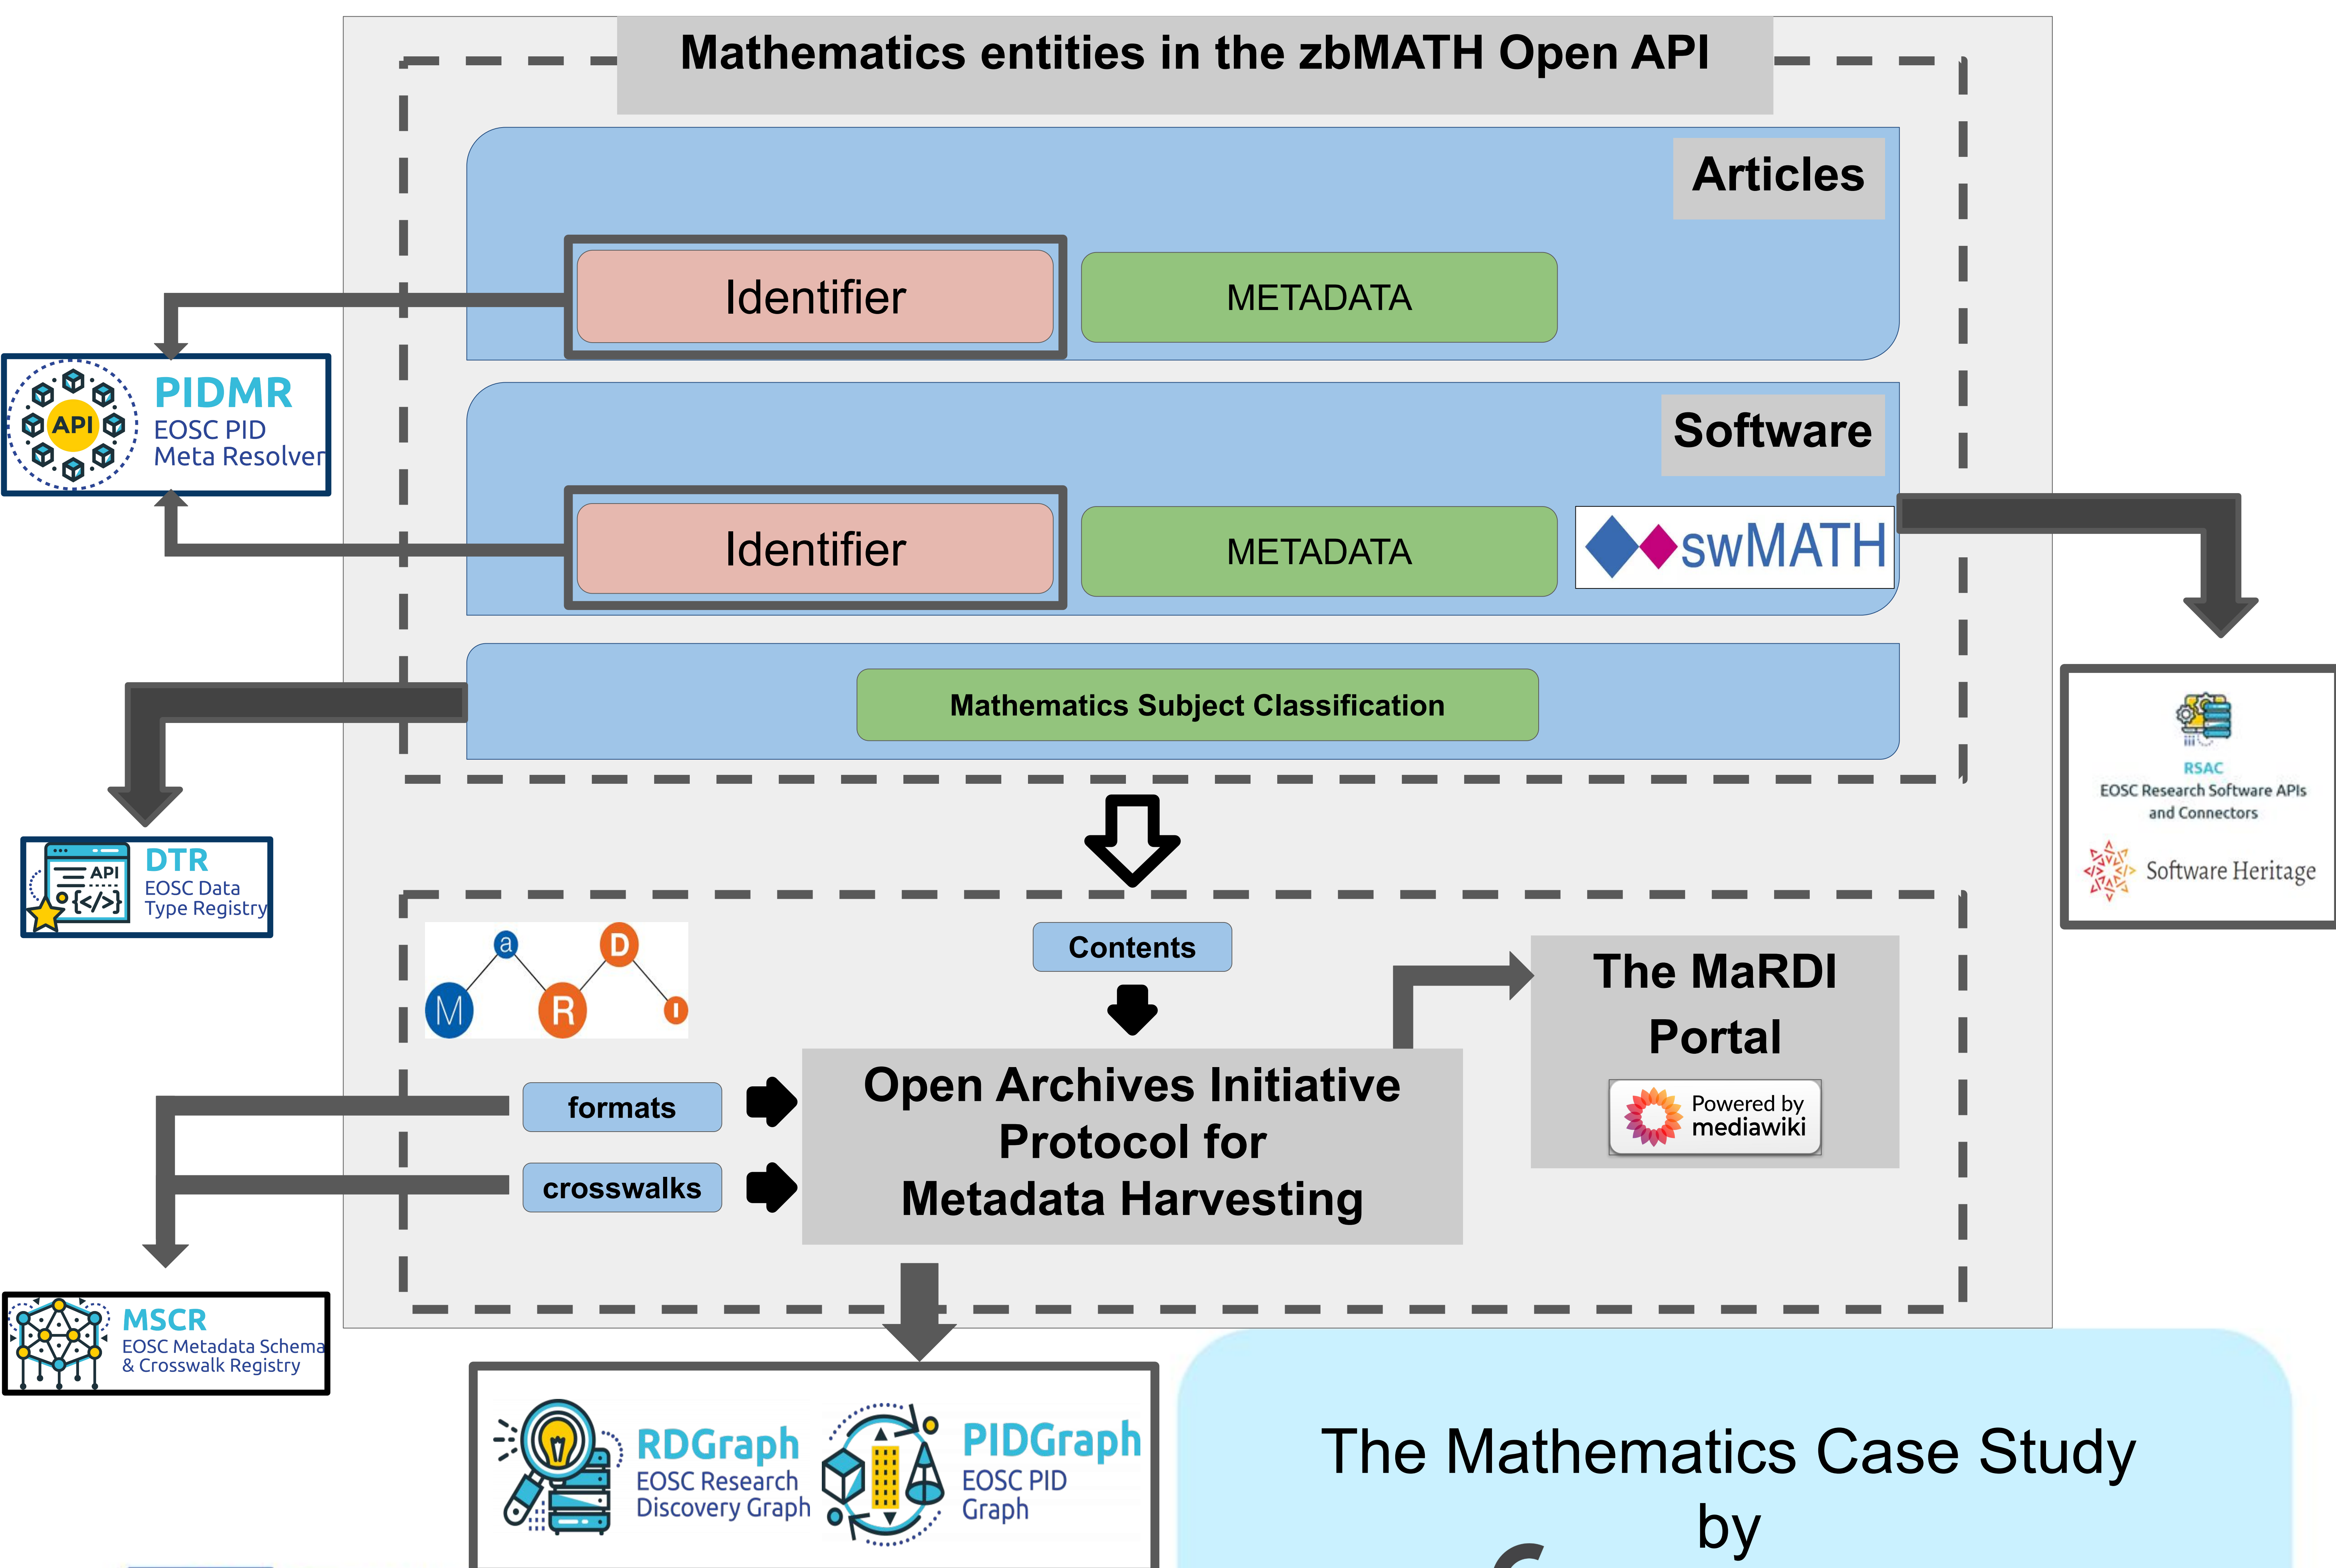 Mathematics entities in the zbMATH Open API
Articles
Identifier
METADATA
API
PIDMR
EOSC PID
Meta Resolver
Software
Identifier
METADATA
swMATH
Mathematics Subject Classification
RSAC
EOSC Research Software APIs
and Connectors
Software Heritage
API
{</>}
DTR
EOSC Data
Type Registry
M a R D I
Contents
The MaRDI
Portal
Powered by
mediawiki
formats
crosswalks
Open Archives Initiative
Protocol for
Metadata Harvesting
MSCR
EOSC Metadata Schema
& Crosswalk Registry
RDGraph
EOSC Research
Discovery Graph
PIDGraph
EOSC PID
Graph
The Mathematics Case Study
by